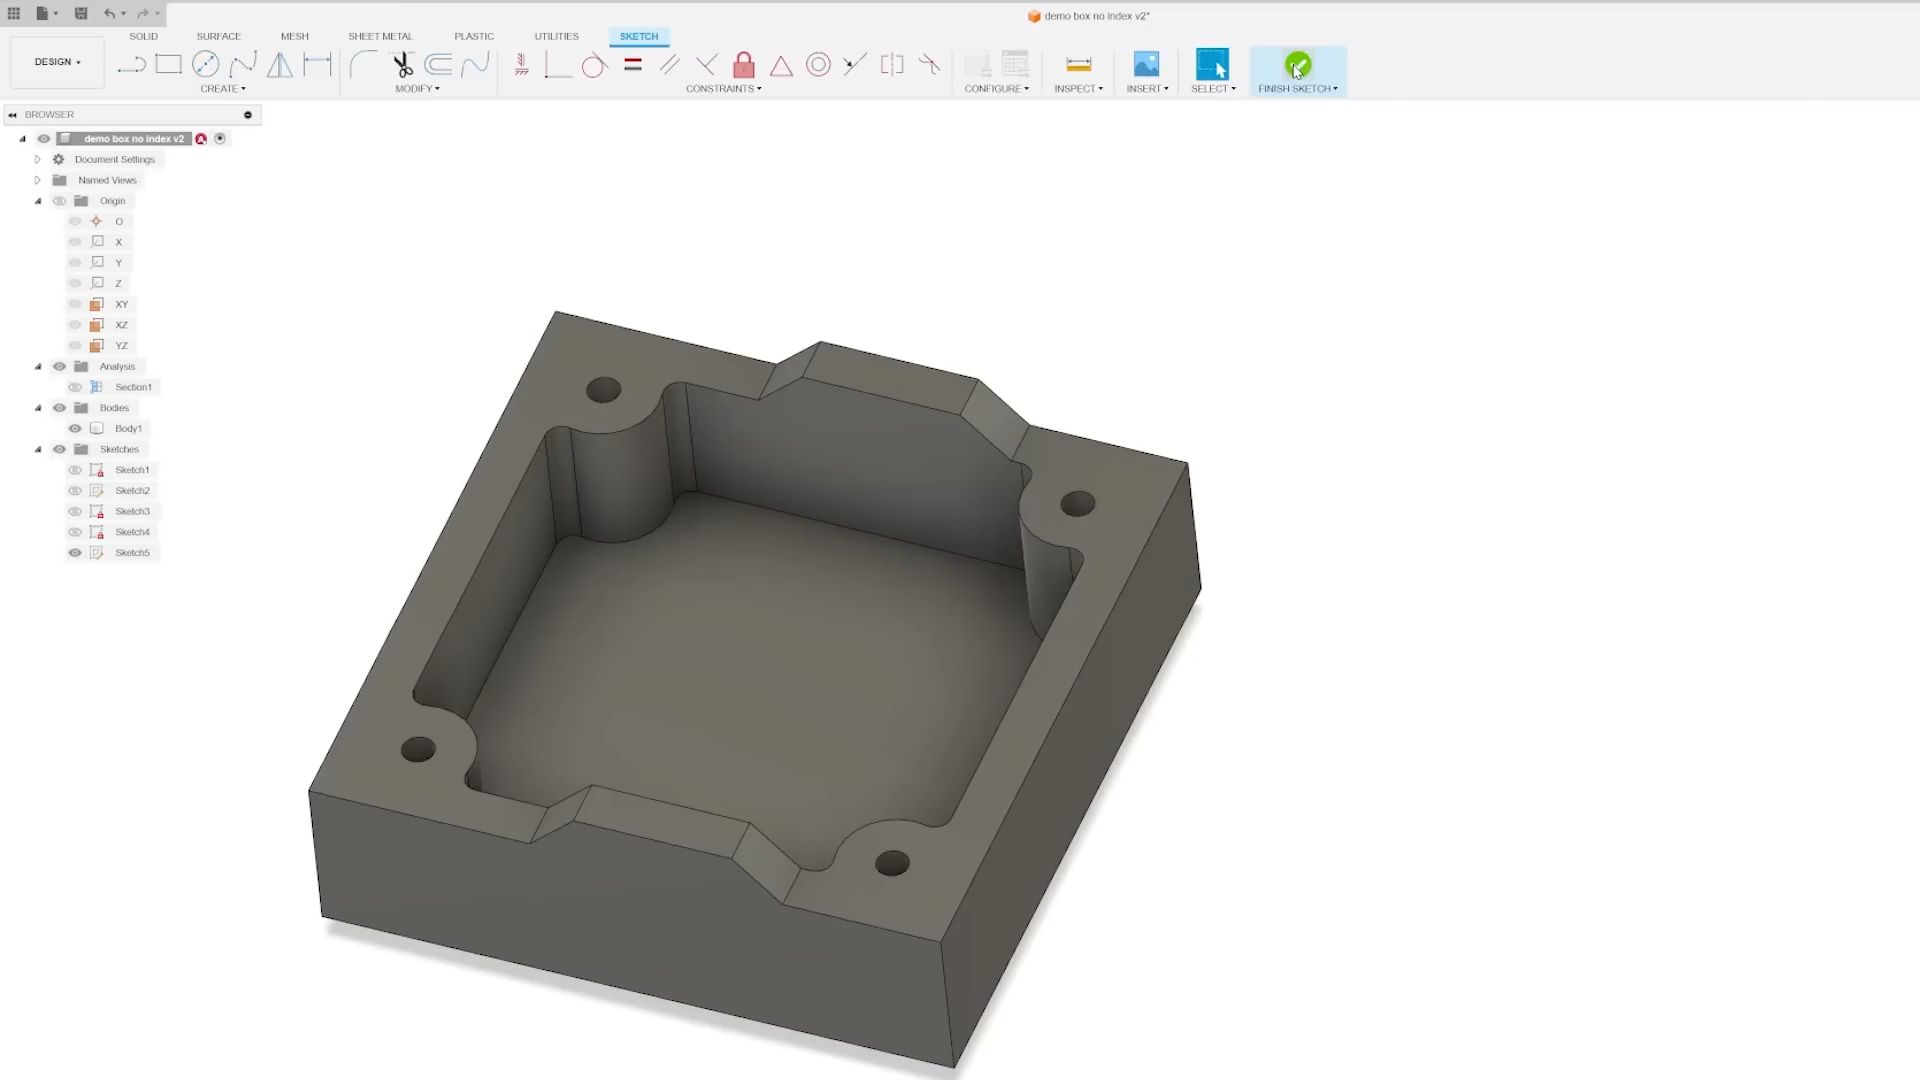 demo box no index v2*
SOLID SURFACE MESH SHEET METAL PLASTIC UTILITIES SKETCH
DESIGN
CREATE MODIFY CONSTRAINTS CONFIGURE INSPECT INSERT SELECT FINISH SKETCH
BROWSER
demo box no index v2
Document Settings
Named Views
Origin
O
X
Y
Z
XY
XZ
YZ
Analysis
Section1
Bodies
Body1
Sketches
Sketch1
Sketch2
Sketch3
Sketch4
Sketch5